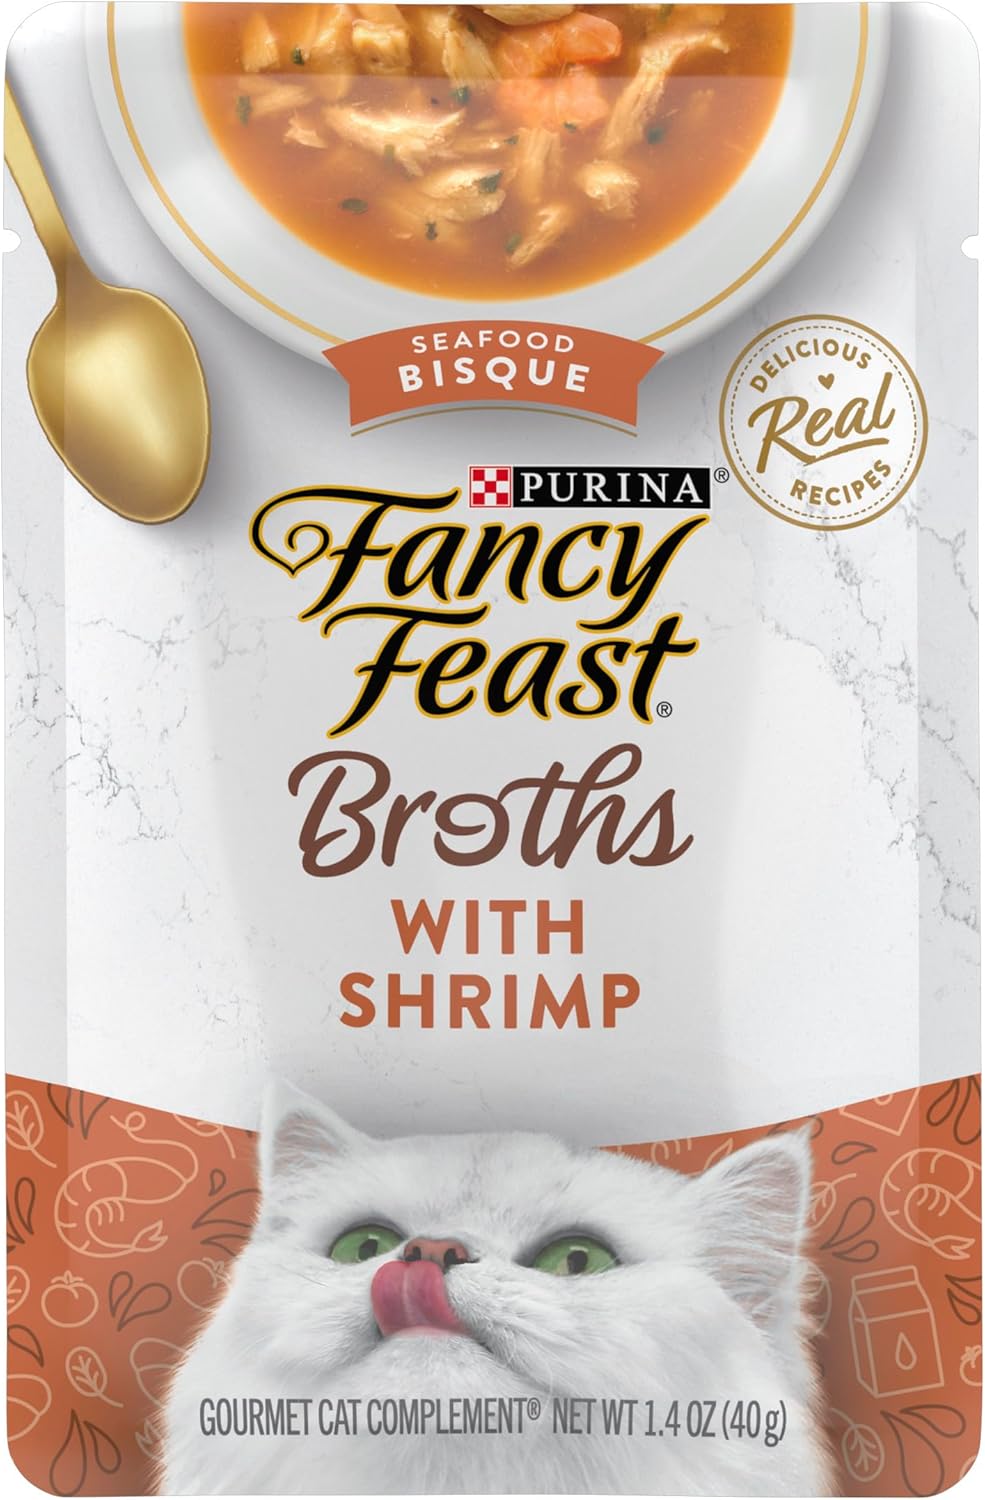 SEAFOOD
BISQUE
DELICIOUS
Real
RECIPES
PURINA®
Fancy
Feast®
Broths
WITH
SHRIMP
GOURMET CAT COMPLEMENT® NET WT 1.4 OZ (40g)